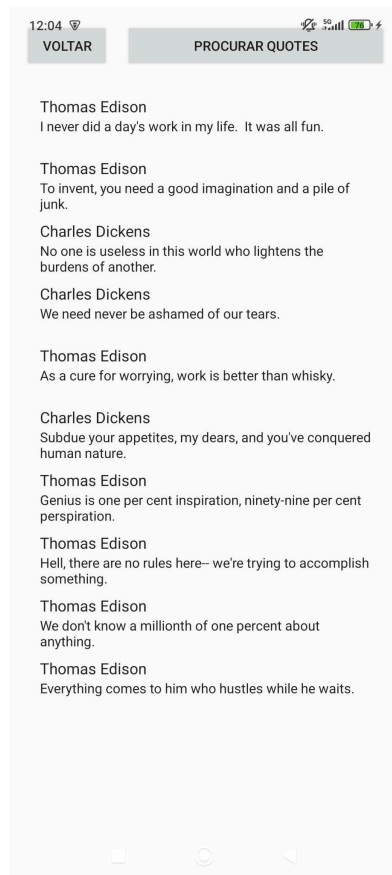 12:04 5G 76
VOLTAR PROCURAR QUOTES
Thomas Edison
I never did a day's work in my life.  It was all fun.
Thomas Edison
To invent, you need a good imagination and a pile of
junk.
Charles Dickens
No one is useless in this world who lightens the
burdens of another.
Charles Dickens
We need never be ashamed of our tears.
Thomas Edison
As a cure for worrying, work is better than whisky.
Charles Dickens
Subdue your appetites, my dears, and you've conquered
human nature.
Thomas Edison
Genius is one per cent inspiration, ninety-nine per cent
perspiration.
Thomas Edison
Hell, there are no rules here-- we're trying to accomplish
something.
Thomas Edison
We don't know a millionth of one percent about
anything.
Thomas Edison
Everything comes to him who hustles while he waits.